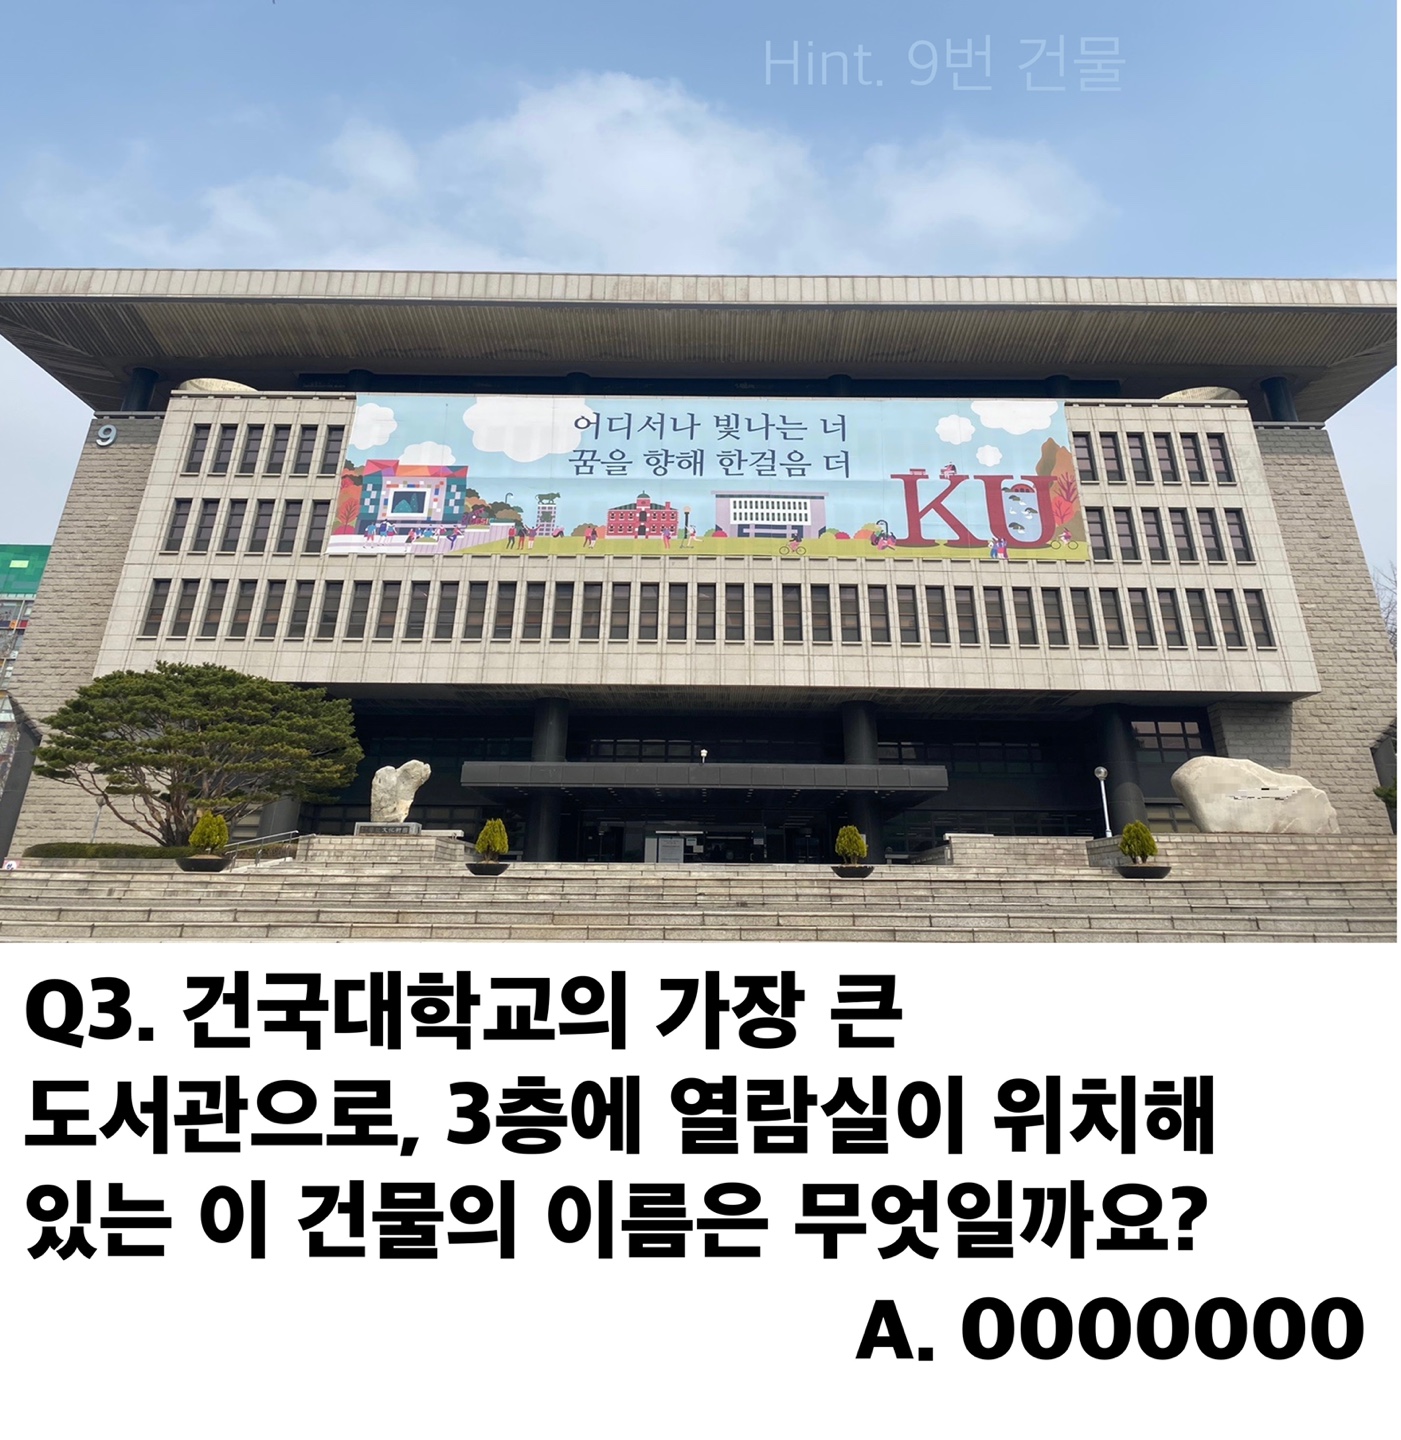 Hint. 9번 건물
9
어디서나 빛나는 너
꿈을 향해 한걸음 더
KU
Q3. 건국대학교의 가장 큰
도서관으로, 3층에 열람실이 위치해
있는 이 건물의 이름은 무엇일까요?
A. OOOOOOO